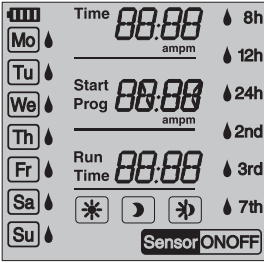 Time 88:88 8h
ampm
Mo
12h
Tu
Start
Prog 88:88 24h
We
ampm
Th 2nd
Run
Time 88:88 3rd
Fr
Sa 7th
Su
Sensor ONOFF